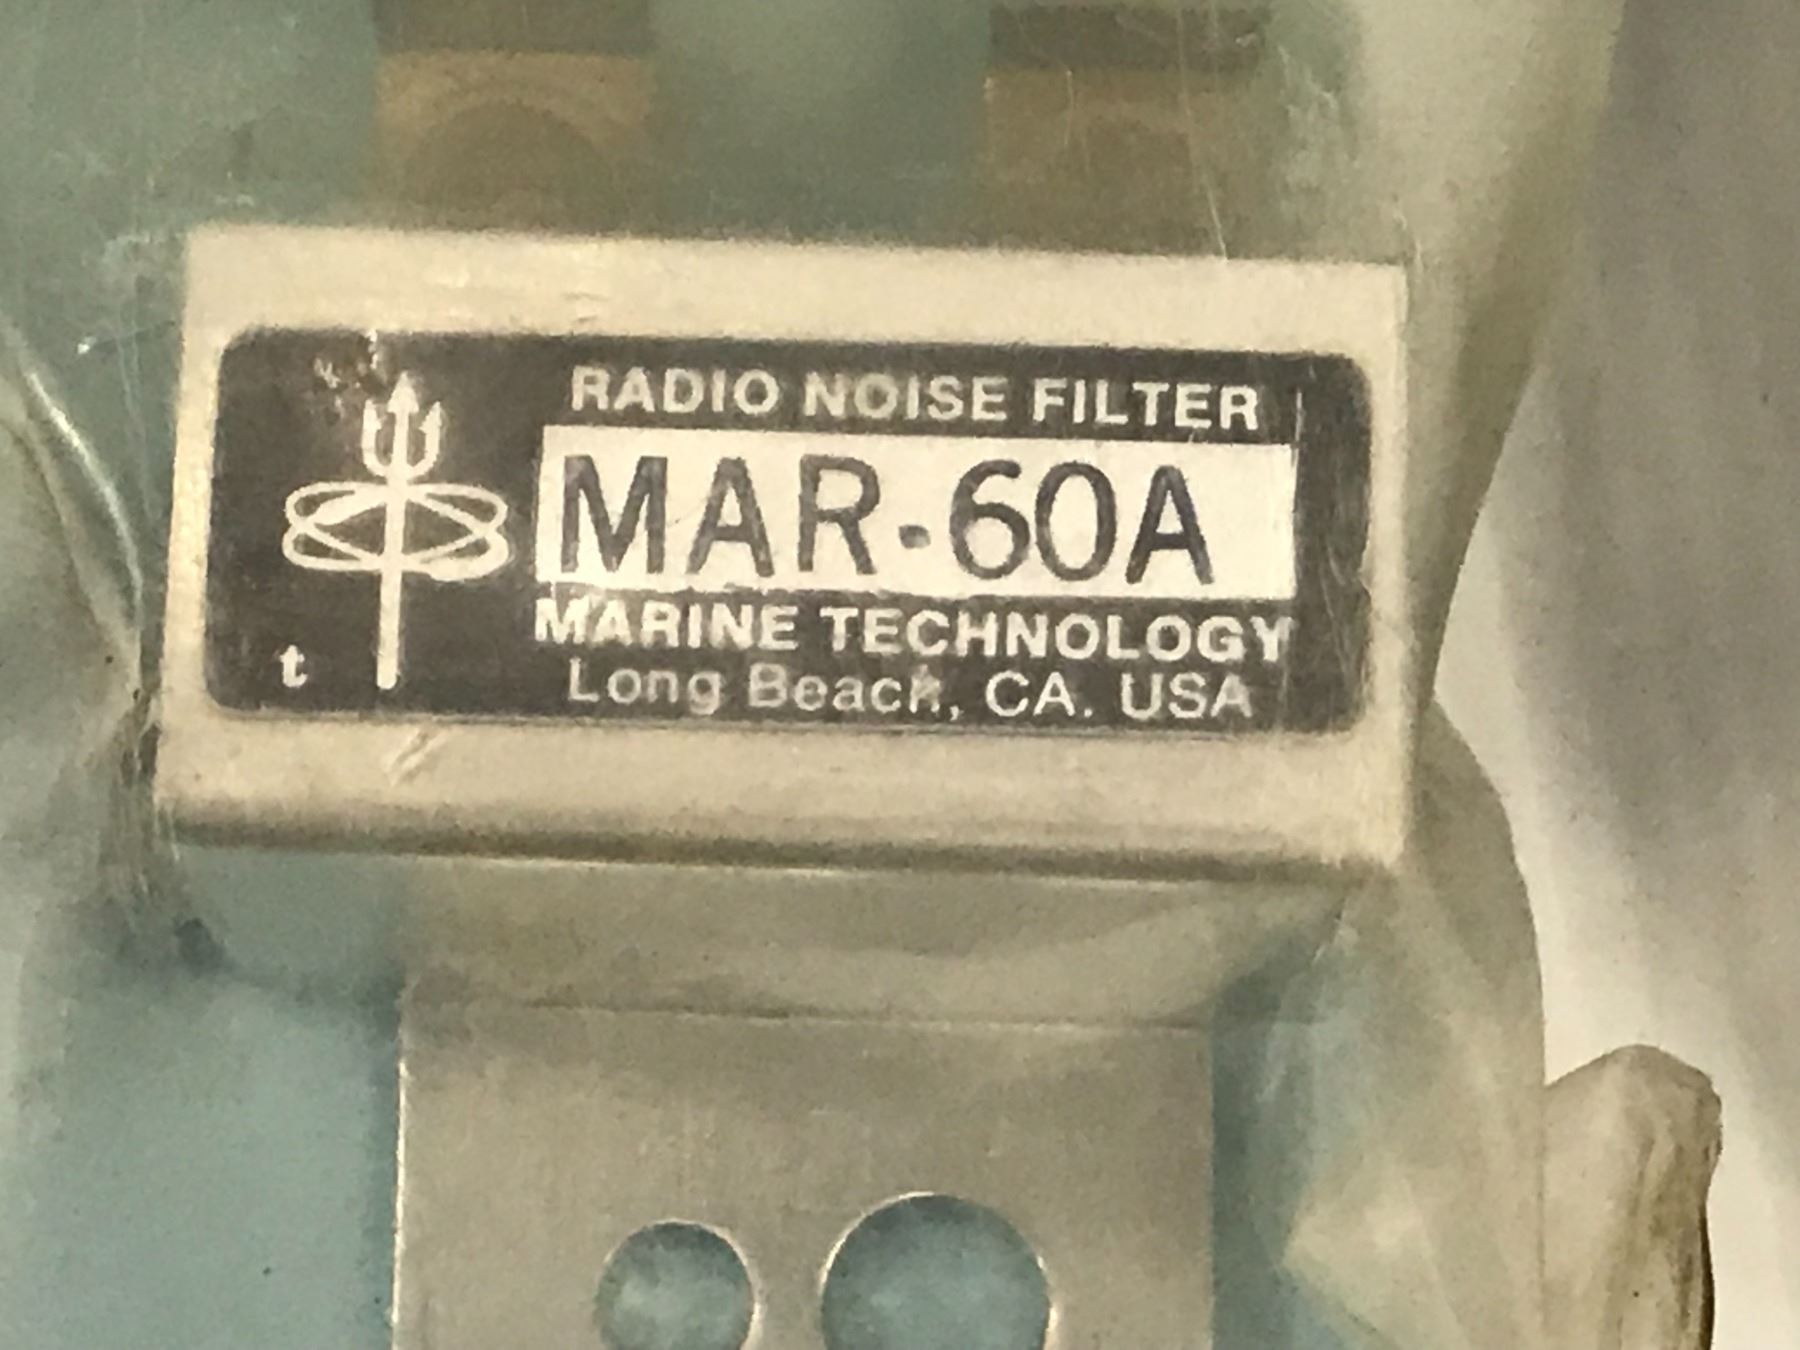 RADIO NOISE FILTER
MAR-60A
MARINE TECHNOLOGY
Long Beach, CA. USA
t